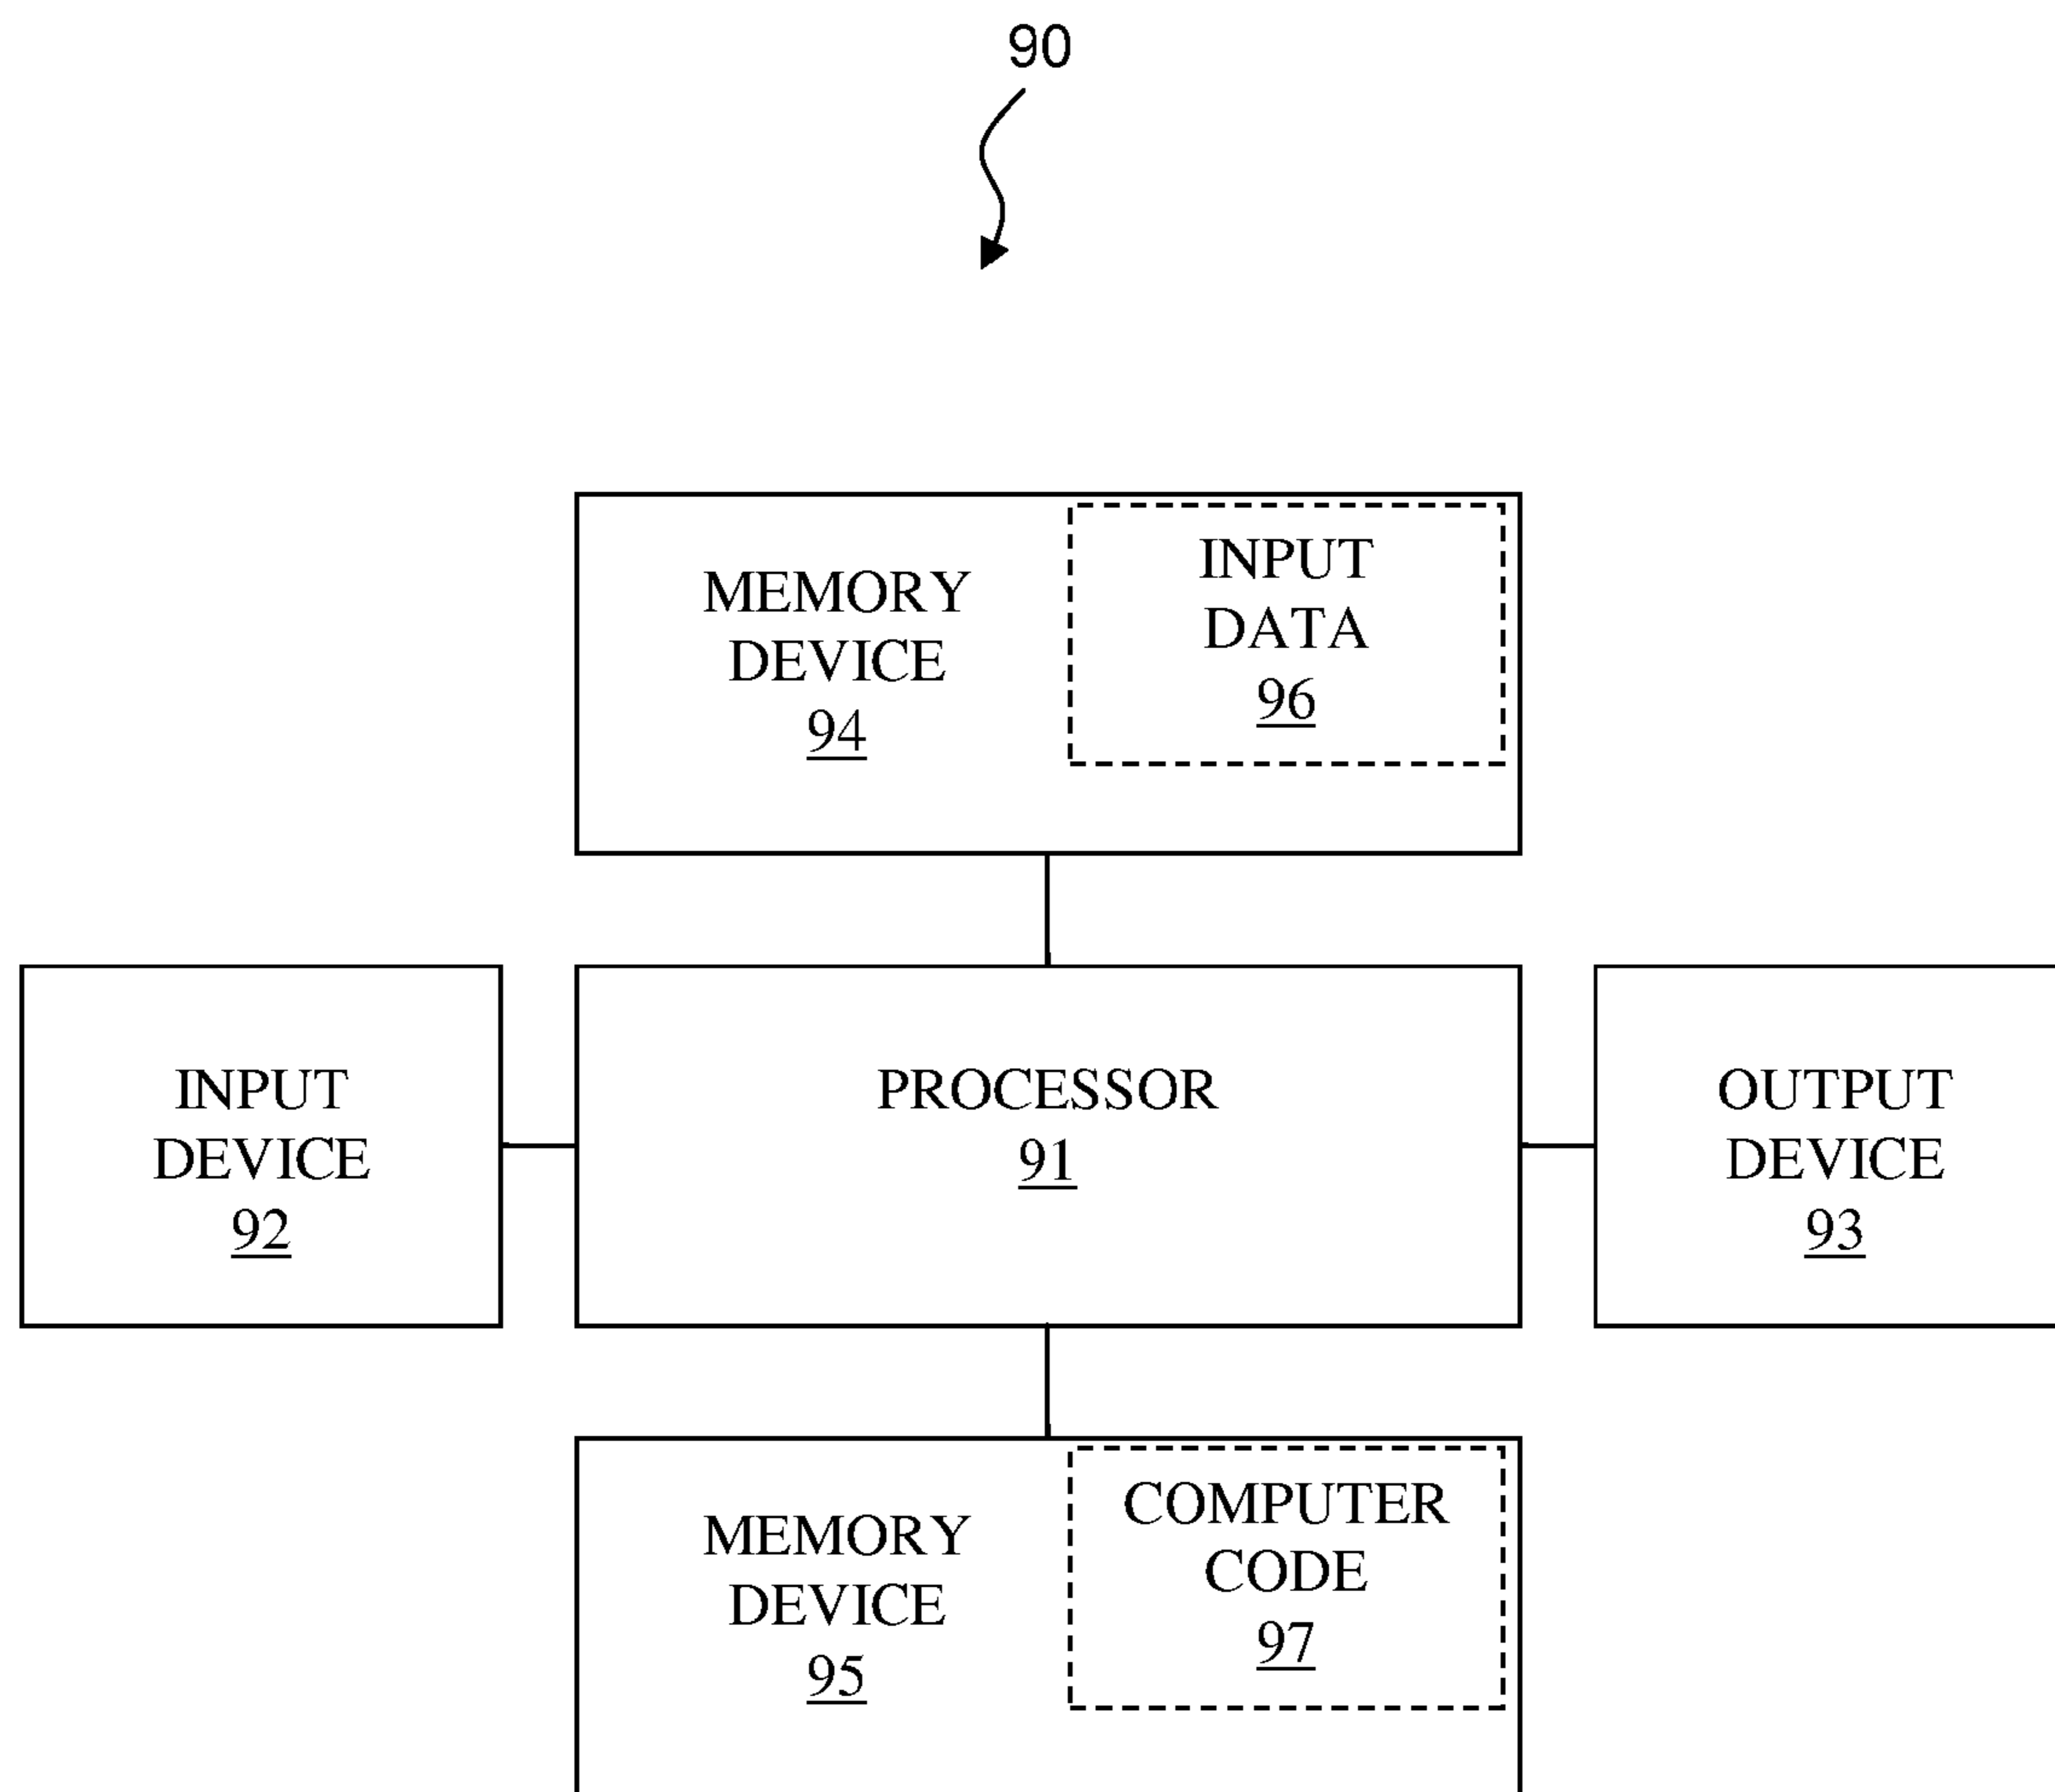 90
MEMORY
DEVICE
94
INPUT
DATA
96
INPUT
DEVICE
92
PROCESSOR
91
OUTPUT
DEVICE
93
MEMORY
DEVICE
95
COMPUTER
CODE
97